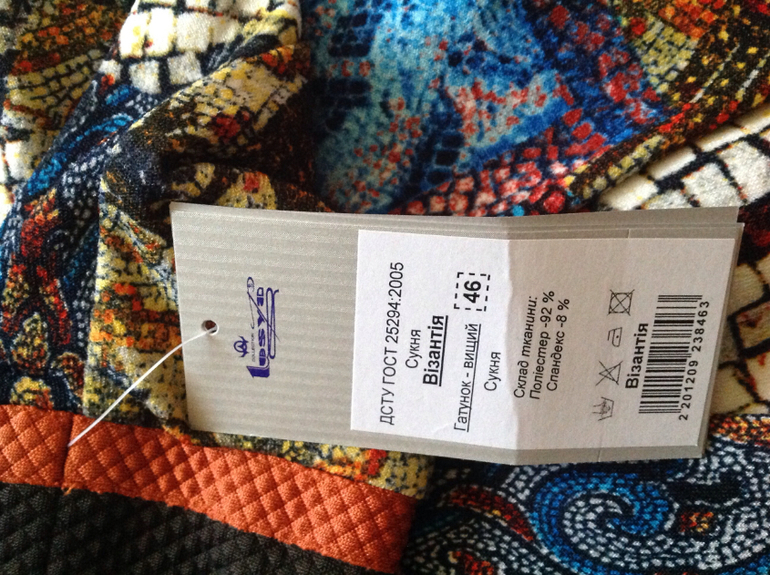 Lesya
ДСТУ ГОСТ 25294:2005
Сукня
Візантія
Гатунок - вищий 46
Сукня
Склад тканини:
Поліестер -92 %
Спандекс -8 %
Візантія
2 201209 238463